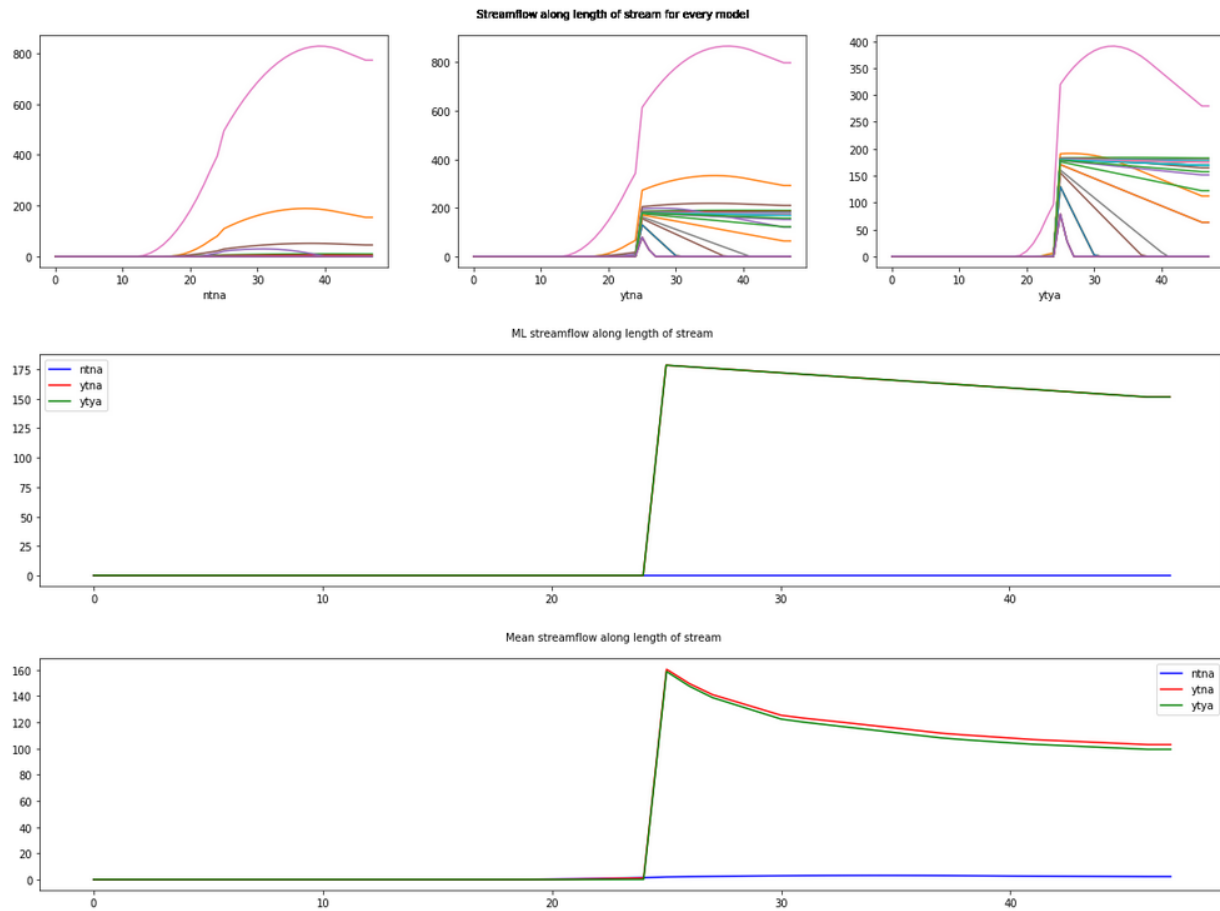 Streamflow along length of stream for every model
800
600
400
200
0
0 10 20 30 40
ntna
800
600
400
200
0
0 10 20 30 40
ytna
400
350
300
250
200
150
100
50
0
0 10 20 30 40
ytya
ML streamflow along length of stream
175
150
125
100
75
50
25
0
ntna
ytna
ytya
0 10 20 30 40
Mean streamflow along length of stream
160
140
120
100
80
60
40
20
0
ntna
ytna
ytya
0 10 20 30 40